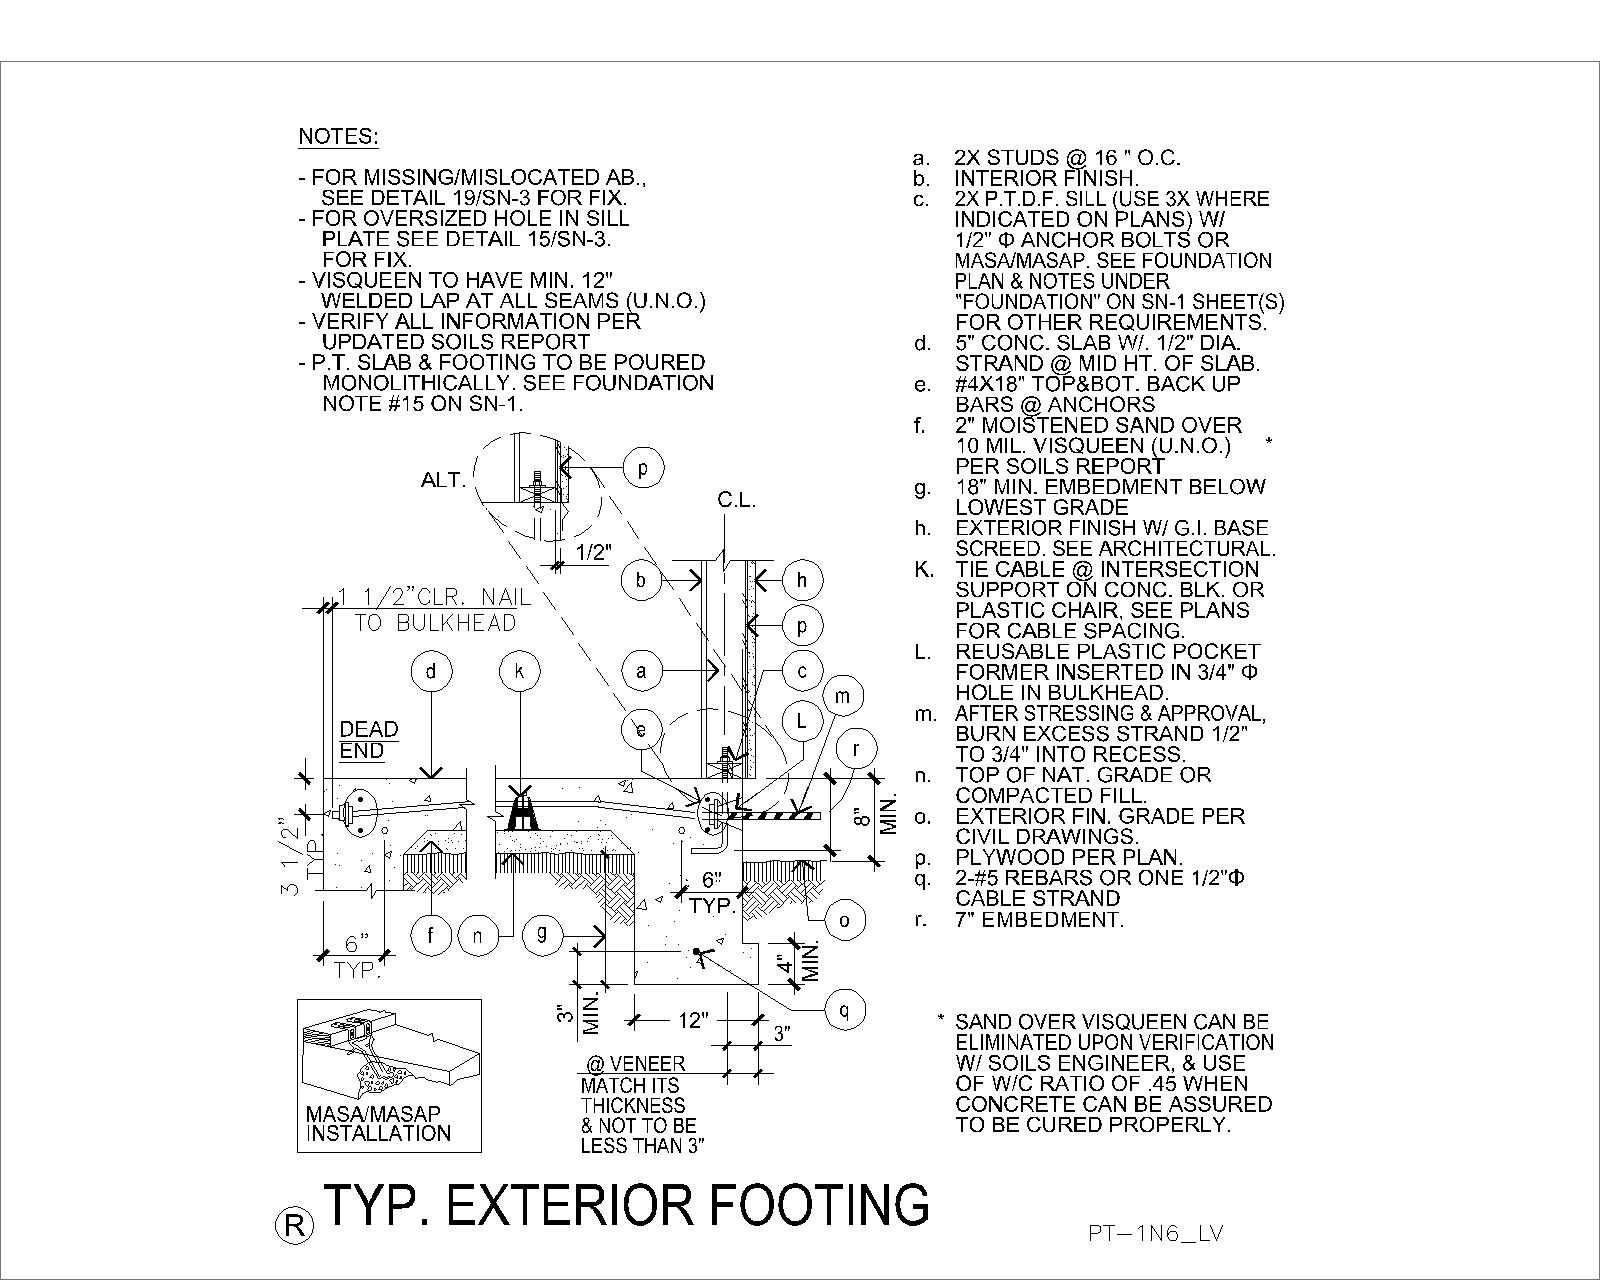 NOTES:
- FOR MISSING/MISLOCATED AB.,
SEE DETAIL 19/SN-3 FOR FIX.
- FOR OVERSIZED HOLE IN SILL
PLATE SEE DETAIL 15/SN-3.
FOR FIX.
- VISQUEEN TO HAVE MIN. 12"
WELDED LAP AT ALL SEAMS (U.N.O.)
- VERIFY ALL INFORMATION PER
UPDATED SOILS REPORT
- P.T. SLAB & FOOTING TO BE POURED
MONOLITHICALLY. SEE FOUNDATION
NOTE #15 ON SN-1.
ALT.
p
C.L.
1/2"
b
h
1 1/2"CLR. NAIL
TO BULKHEAD
p
d
k
a
c
m
DEAD
END
e
L
r
3 1/2"
TYP.
8"
MIN.
6"
TYP.
6"
TYP.
f
n
g
o
4"
MIN.
3"
MIN.
12"
3"
q
@ VENEER
MATCH ITS
THICKNESS
& NOT TO BE
LESS THAN 3"
MASA/MASAP
INSTALLATION
a. 2X STUDS @ 16 " O.C.
b. INTERIOR FINISH.
c. 2X P.T.D.F. SILL (USE 3X WHERE
INDICATED ON PLANS) W/
1/2" Φ ANCHOR BOLTS OR
MASA/MASAP. SEE FOUNDATION
PLAN & NOTES UNDER
"FOUNDATION" ON SN-1 SHEET(S)
FOR OTHER REQUIREMENTS.
d. 5" CONC. SLAB W/. 1/2" DIA.
STRAND @ MID HT. OF SLAB.
e. #4X18" TOP&BOT. BACK UP
BARS @ ANCHORS
f. 2" MOISTENED SAND OVER
10 MIL. VISQUEEN (U.N.O.) *
PER SOILS REPORT
g. 18" MIN. EMBEDMENT BELOW
LOWEST GRADE
h. EXTERIOR FINISH W/ G.I. BASE
SCREED. SEE ARCHITECTURAL.
K. TIE CABLE @ INTERSECTION
SUPPORT ON CONC. BLK. OR
PLASTIC CHAIR, SEE PLANS
FOR CABLE SPACING.
L. REUSABLE PLASTIC POCKET
FORMER INSERTED IN 3/4" Φ
HOLE IN BULKHEAD.
m. AFTER STRESSING & APPROVAL,
BURN EXCESS STRAND 1/2"
TO 3/4" INTO RECESS.
n. TOP OF NAT. GRADE OR
COMPACTED FILL.
o. EXTERIOR FIN. GRADE PER
CIVIL DRAWINGS.
p. PLYWOOD PER PLAN.
q. 2-#5 REBARS OR ONE 1/2"Φ
CABLE STRAND
r. 7" EMBEDMENT.
* SAND OVER VISQUEEN CAN BE
ELIMINATED UPON VERIFICATION
W/ SOILS ENGINEER, & USE
OF W/C RATIO OF .45 WHEN
CONCRETE CAN BE ASSURED
TO BE CURED PROPERLY.
R TYP. EXTERIOR FOOTING
PT-1N6_LV